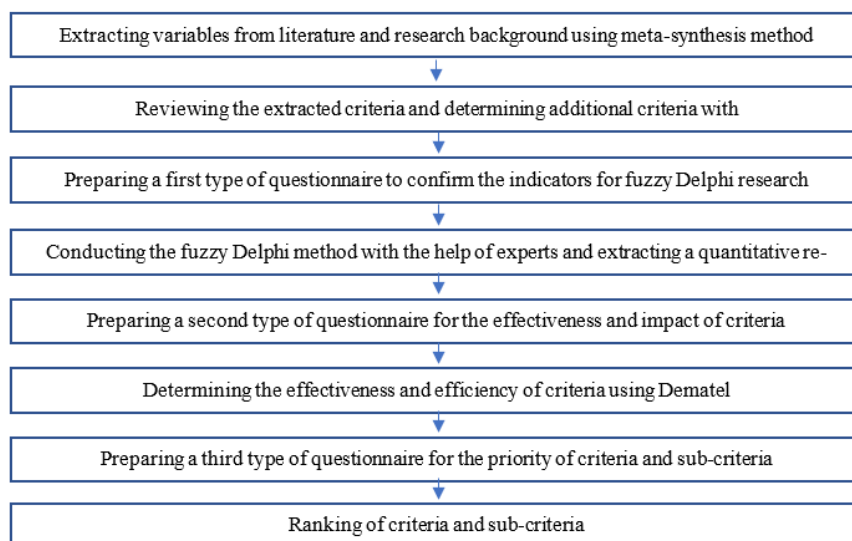 Extracting variables from literature and research background using meta-synthesis method
Reviewing the extracted criteria and determining additional criteria with
Preparing a first type of questionnaire to confirm the indicators for fuzzy Delphi research
Conducting the fuzzy Delphi method with the help of experts and extracting a quantitative re-
Preparing a second type of questionnaire for the effectiveness and impact of criteria
Determining the effectiveness and efficiency of criteria using Dematel
Preparing a third type of questionnaire for the priority of criteria and sub-criteria
Ranking of criteria and sub-criteria